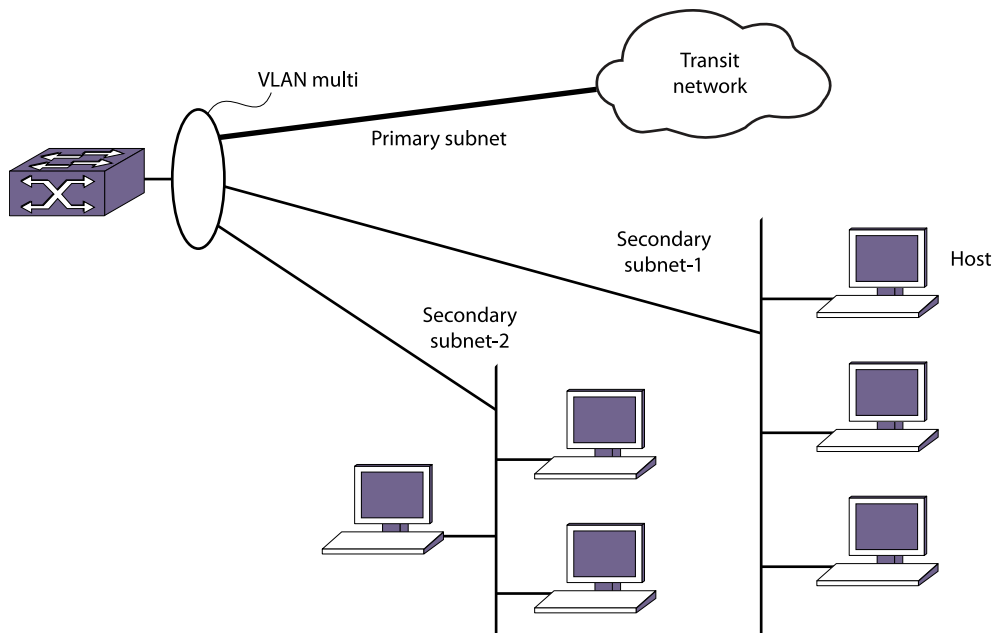 Transit
network
VLAN multi
Primary subnet
Secondary
subnet-1
Host
Secondary
subnet-2